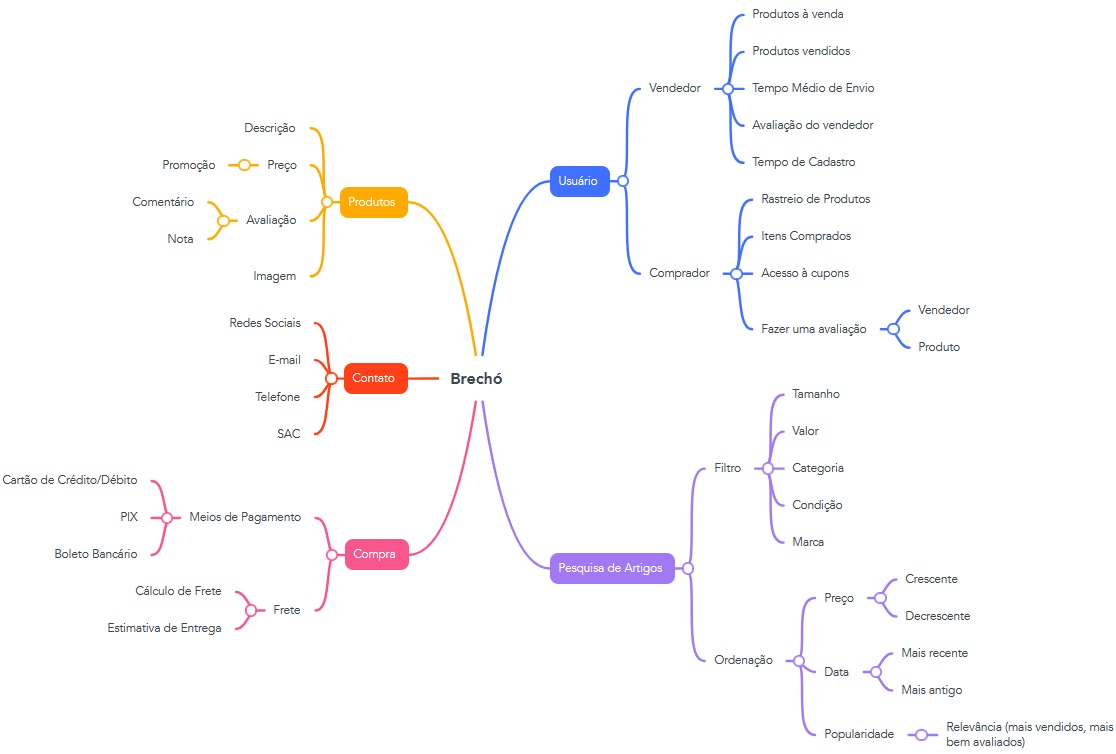 Brechó
Usuário
Vendedor
Produtos à venda
Produtos vendidos
Tempo Médio de Envio
Avaliação do vendedor
Tempo de Cadastro
Comprador
Rastreio de Produtos
Itens Comprados
Acesso à cupons
Fazer uma avaliação
Vendedor
Produto
Pesquisa de Artigos
Filtro
Tamanho
Valor
Categoria
Condição
Marca
Ordenação
Preço
Crescente
Decrescente
Data
Mais recente
Mais antigo
Popularidade
Relevância (mais vendidos, mais
bem avaliados)
Produtos
Descrição
Preço
Promoção
Avaliação
Comentário
Nota
Imagem
Contato
Redes Sociais
E-mail
Telefone
SAC
Compra
Meios de Pagamento
Cartão de Crédito/Débito
PIX
Boleto Bancário
Frete
Cálculo de Frete
Estimativa de Entrega